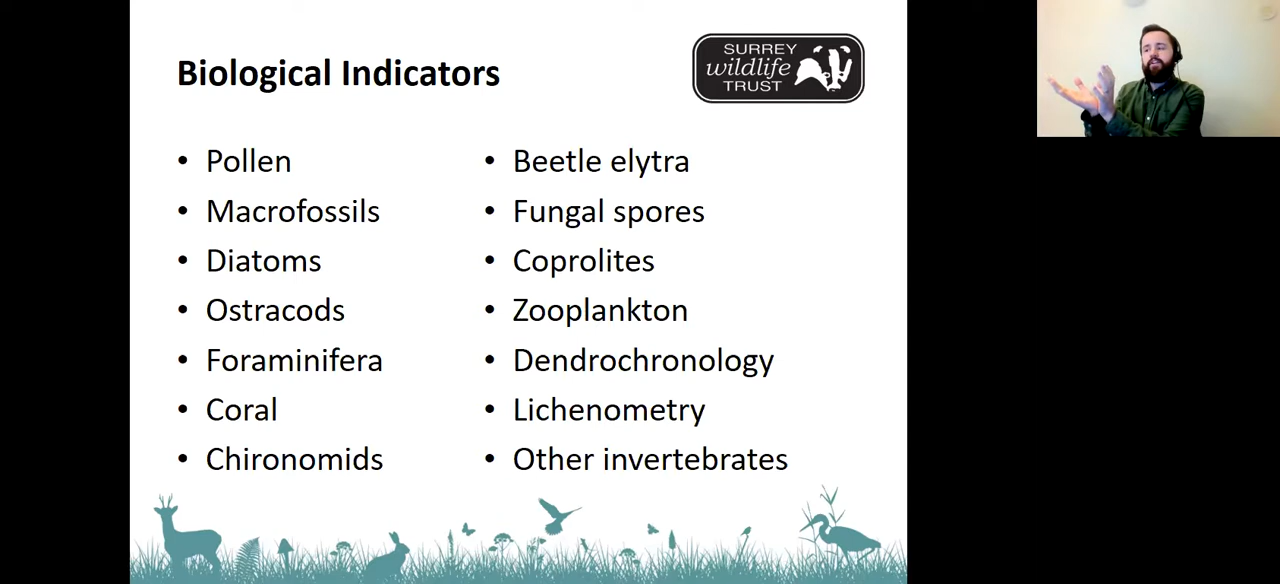 Biological Indicators
SURREY
wildlife
TRUST
• Pollen
• Macrofossils
• Diatoms
• Ostracods
• Foraminifera
• Coral
• Chironomids
• Beetle elytra
• Fungal spores
• Coprolites
• Zooplankton
• Dendrochronology
• Lichenometry
• Other invertebrates